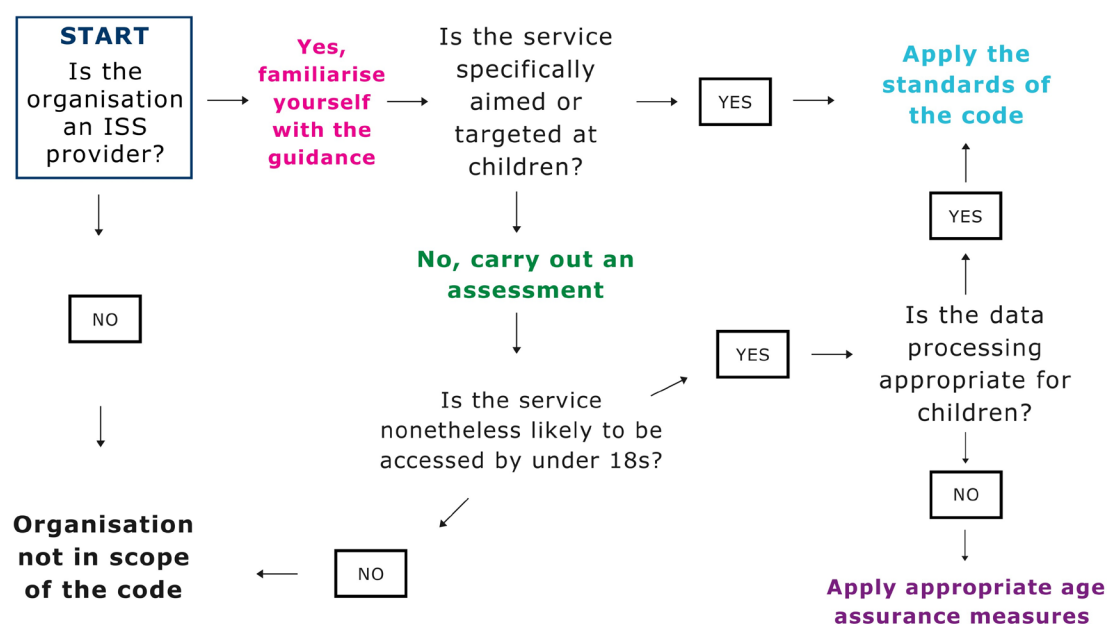 START
Is the
organisation
an ISS
provider?
Yes,
familiarise
yourself
with the
guidance
Is the service
specifically
aimed or
targeted at
children?
YES
Apply the
standards of
the code
YES
No, carry out an
assessment
NO
Is the service
nonetheless likely to be
accessed by under 18s?
YES
Is the data
processing
appropriate for
children?
NO
Organisation
not in scope
of the code
NO
Apply appropriate age
assurance measures